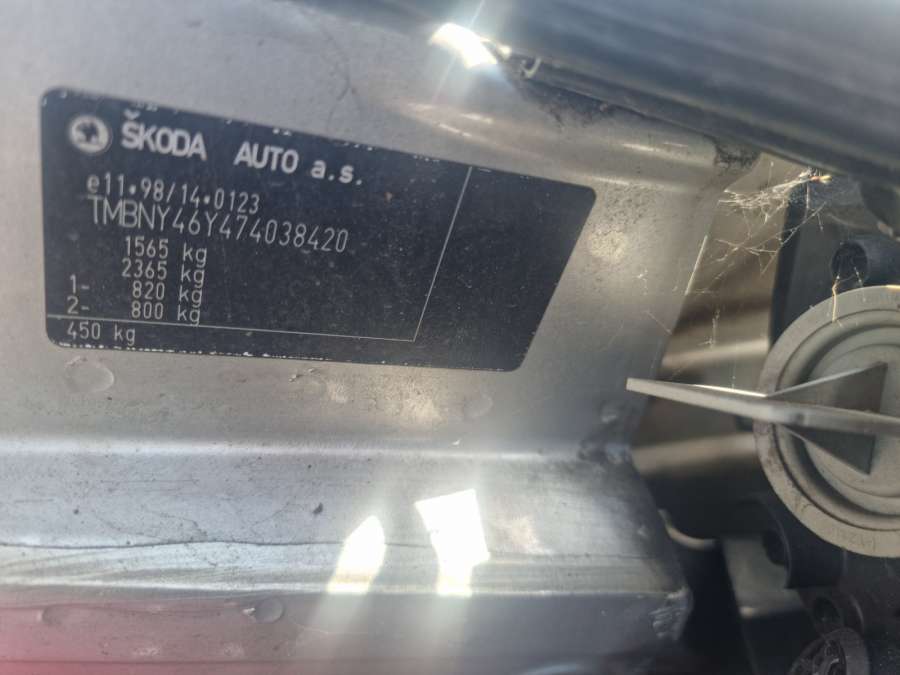 ŠKODA AUTO a.s.
e11*98/14*0123
TMBNY46Y474038420
1565 kg
2365 kg
1- 820 kg
2- 800 kg
450 kg